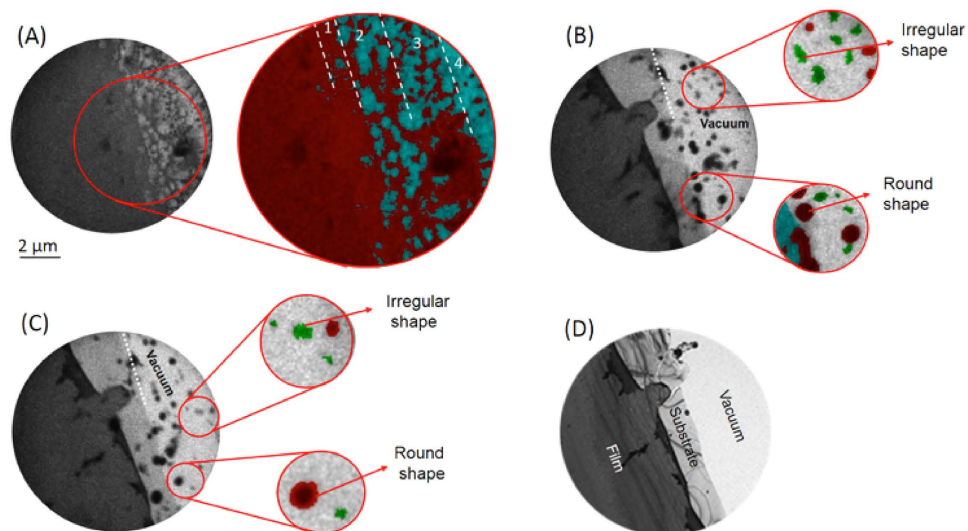 (A)
1
2
3
4
2 μm
(B)
Vacuum
Irregular
shape
Round
shape
(C)
Vacuum
Irregular
shape
Round
shape
(D)
Film
Substrate
Vacuum